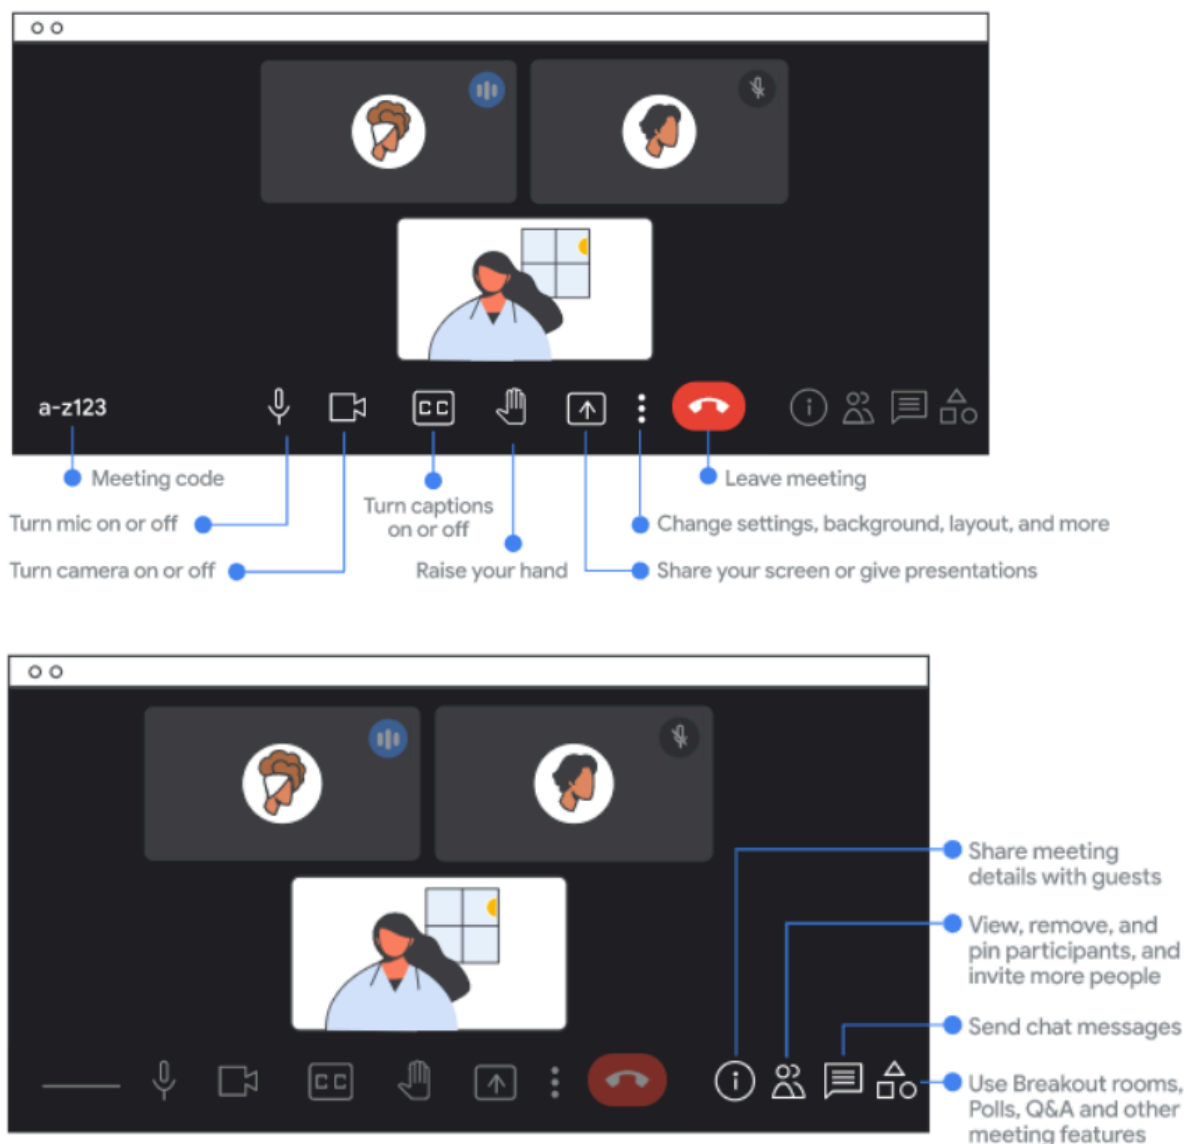 a-z123
CC
Meeting code
Leave meeting
Turn captions
on or off
Turn mic on or off
Change settings, background, layout, and more
Turn camera on or off
Raise your hand
Share your screen or give presentations
Share meeting
details with guests
View, remove, and
pin participants, and
invite more people
Send chat messages
CC
Use Breakout rooms,
Polls, Q&A and other
meeting features